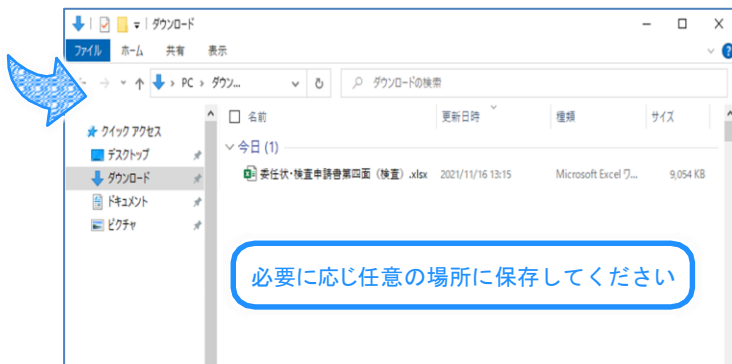 ダウンロード
ファイル ホーム 共有 表示
PC › ダウン... ダウンロードの検索
名前 更新日時 種類 サイズ
クイック アクセス
今日 (1)
デスクトップ
委任状・検査申請書第四面（検査）.xlsx 2021/11/16 13:15 Microsoft Excel ワ... 9,054 KB
ダウンロード
ドキュメント
ピクチャ
必要に応じ任意の場所に保存してください